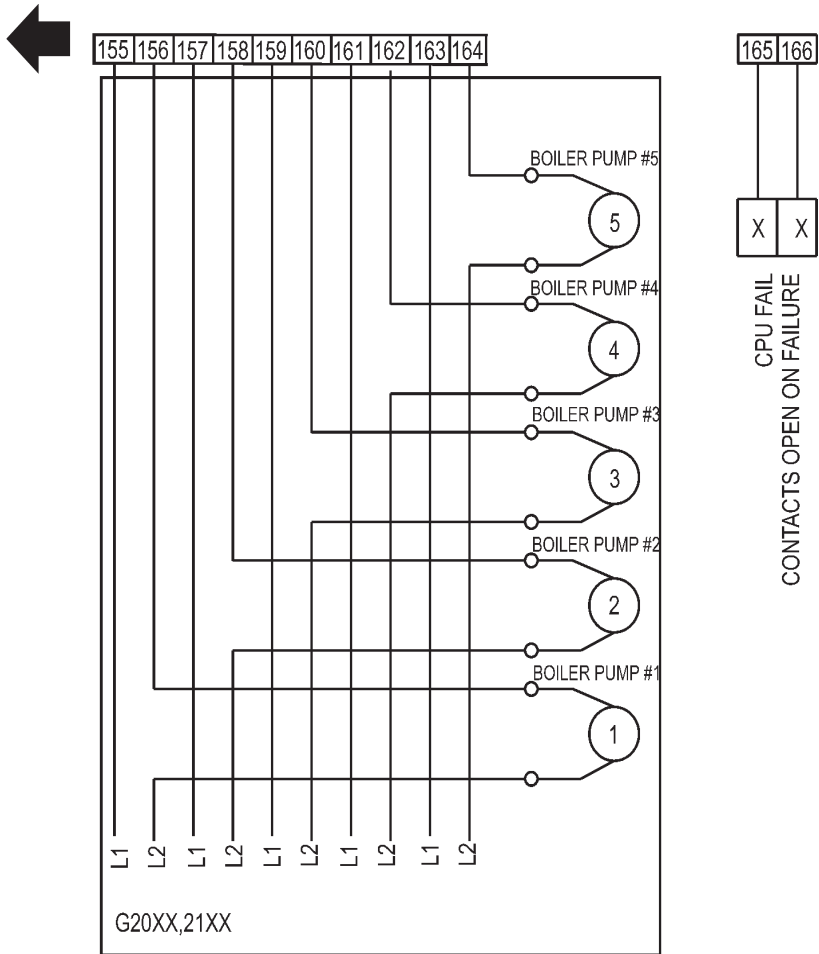 155 156 157 158 159 160 161 162 163 164
165 166
BOILER PUMP #5
5
X X
BOILER PUMP #4
4
CPU FAIL
CONTACTS OPEN ON FAILURE
BOILER PUMP #3
3
BOILER PUMP #2
2
BOILER PUMP #1
1
L1 L2 L1 L2 L1 L2 L1 L2 L1 L2
G20XX,21XX